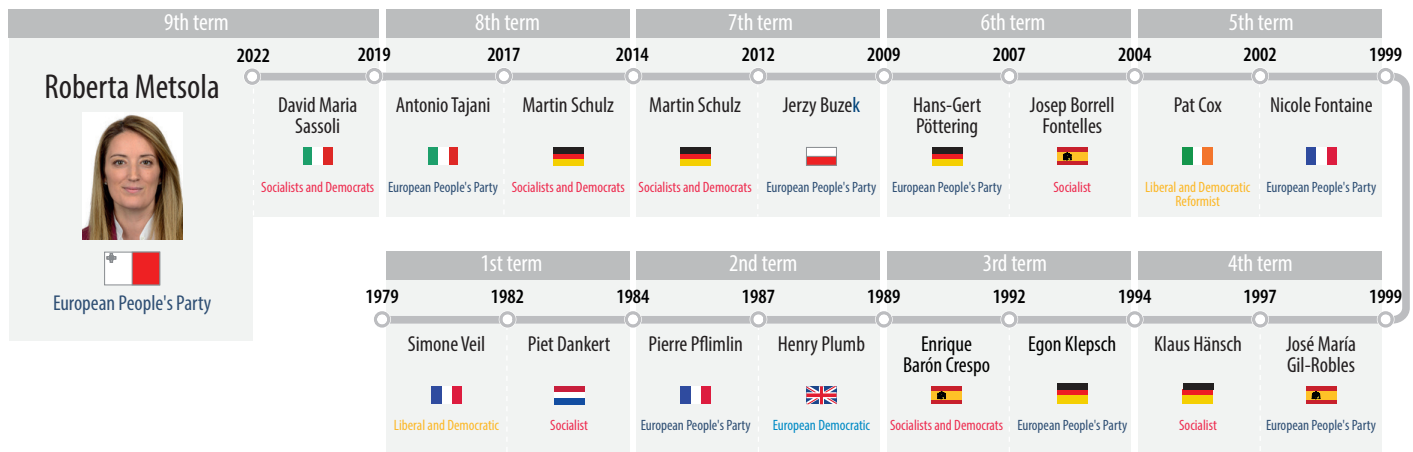 9th term
8th term
7th term
6th term
5th term
2022
2019
2017
2014
2012
2009
2007
2004
2002
1999
Roberta Metsola
European People's Party
David Maria
Sassoli
Socialists and Democrats
Antonio Tajani
European People's Party
Martin Schulz
Socialists and Democrats
Martin Schulz
Socialists and Democrats
Jerzy Buzek
European People's Party
Hans-Gert
Pöttering
European People's Party
Josep Borrell
Fontelles
Socialist
Pat Cox
Liberal and Democratic
Reformist
Nicole Fontaine
European People's Party
1st term
2nd term
3rd term
4th term
1979
1982
1984
1987
1989
1992
1994
1997
1999
Simone Veil
Liberal and Democratic
Piet Dankert
Socialist
Pierre Pflimlin
European People's Party
Henry Plumb
European Democratic
Enrique
Barón Crespo
Socialists and Democrats
Egon Klepsch
European People's Party
Klaus Hänsch
Socialist
José María
Gil-Robles
European People's Party